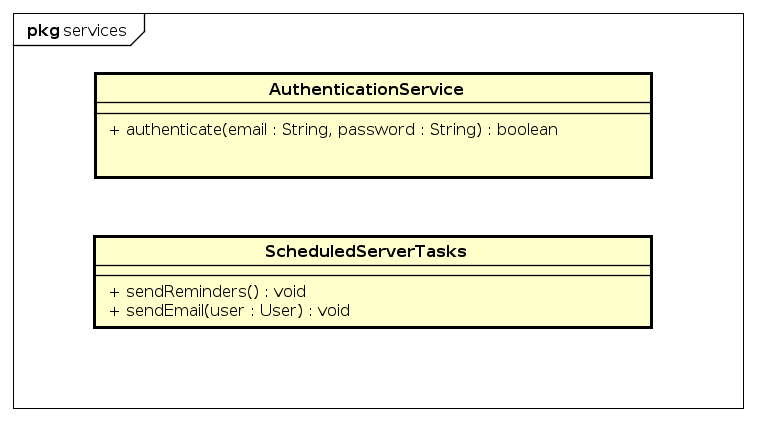 pkg services
AuthenticationService
+ authenticate(email : String, password : String) : boolean
ScheduledServerTasks
+ sendReminders() : void
+ sendEmail(user : User) : void